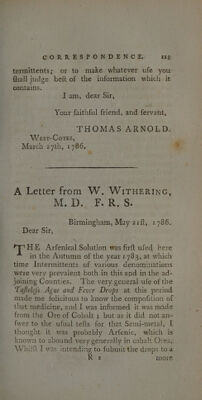 CORRESPONDENCE.
termittents; or to make whatever uſe you
ſhall judge beſt of the information which it
contains.
I am, dear Sir,
Your faithful friend, and ſervant,
THOMAS ARNOLD.
West-Cotes,
March 27th, 1786,
A Letter from W. Withering,
M. D. F. R. S.
Birmingham, May 21ſt, 1786.
Dear Sir,
THE Arſenical Solution was firſt uſed here
in the Autumn of the year 1783, at which
time Intermittents of various denominations
were very prevalent both in this and in the ad-
joining Counties. The very general uſe of the
Taſteleſs Ague and Fever Drops at this period
made me ſolicitous to know the compoſition of
that medicine, and I was informed it was made
from the Ore of Cobalt; but as it did not an-
ſwer to the uſual teſts for that Semi-metal, I
thought it was probably Arſenic, which is
known to abound very generally in cobalt Ores.
Whilſt I was intending to ſubmit the drops to a
R 2 more